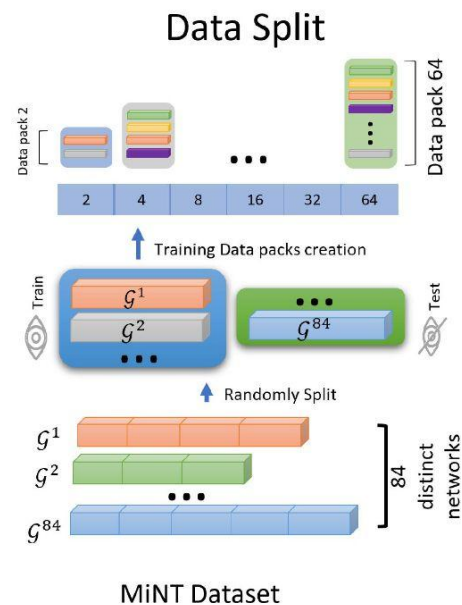 Data Split
Data pack 2
Data pack 64
2 4 8 16 32 64
Training Data packs creation
Train
𝒢¹
𝒢²
𝒢⁸⁴
Test
Randomly Split
𝒢¹
𝒢²
𝒢⁸⁴
84
distinct
networks
MiNT Dataset